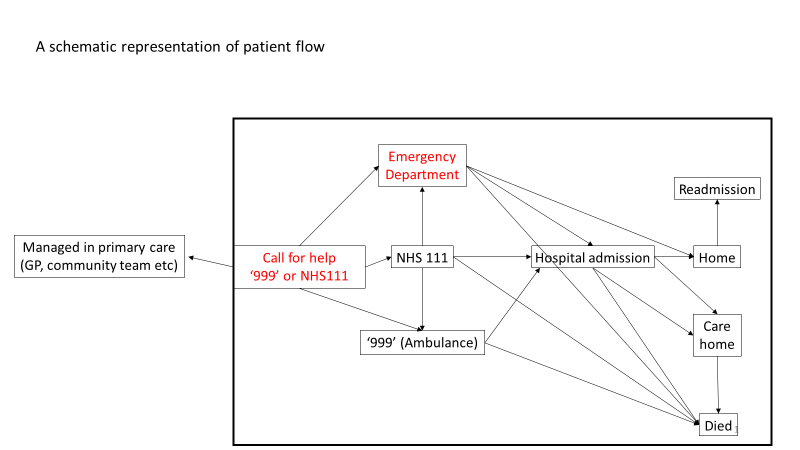 A schematic representation of patient flow
Emergency
Department
Readmission
Managed in primary care
(GP, community team etc)
Call for help
‘999’ or NHS111
NHS 111
Hospital admission
Home
‘999’ (Ambulance)
Care
home
Died
1